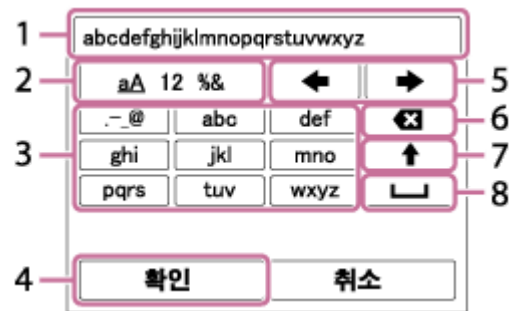 1 abcdefghijklmnopqrstuvwxyz
2 aA 12 %& 5
.-_@ abc def 6
3 ghi jkl mno 7
pqrs tuv wxyz 8
4 확인 취소